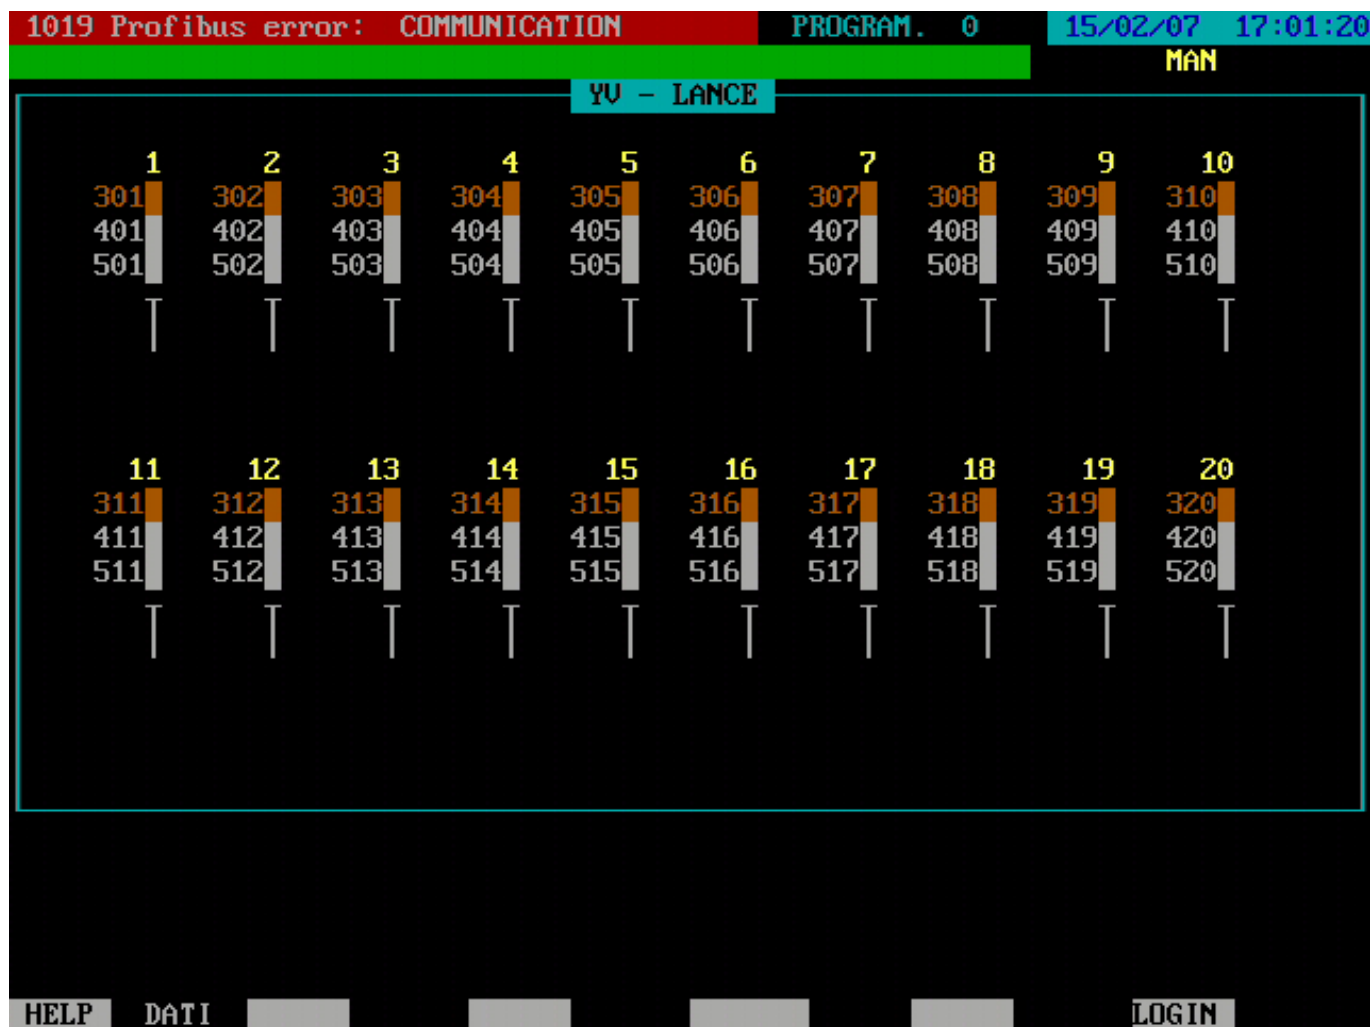 1019 Profibus error: COMMUNICATION PROGRAM. 0 15/02/07 17:01:20
MAN
YV - LANCE
1 2 3 4 5 6 7 8 9 10
301 302 303 304 305 306 307 308 309 310
401 402 403 404 405 406 407 408 409 410
501 502 503 504 505 506 507 508 509 510
11 12 13 14 15 16 17 18 19 20
311 312 313 314 315 316 317 318 319 320
411 412 413 414 415 416 417 418 419 420
511 512 513 514 515 516 517 518 519 520
HELP DATI LOGIN